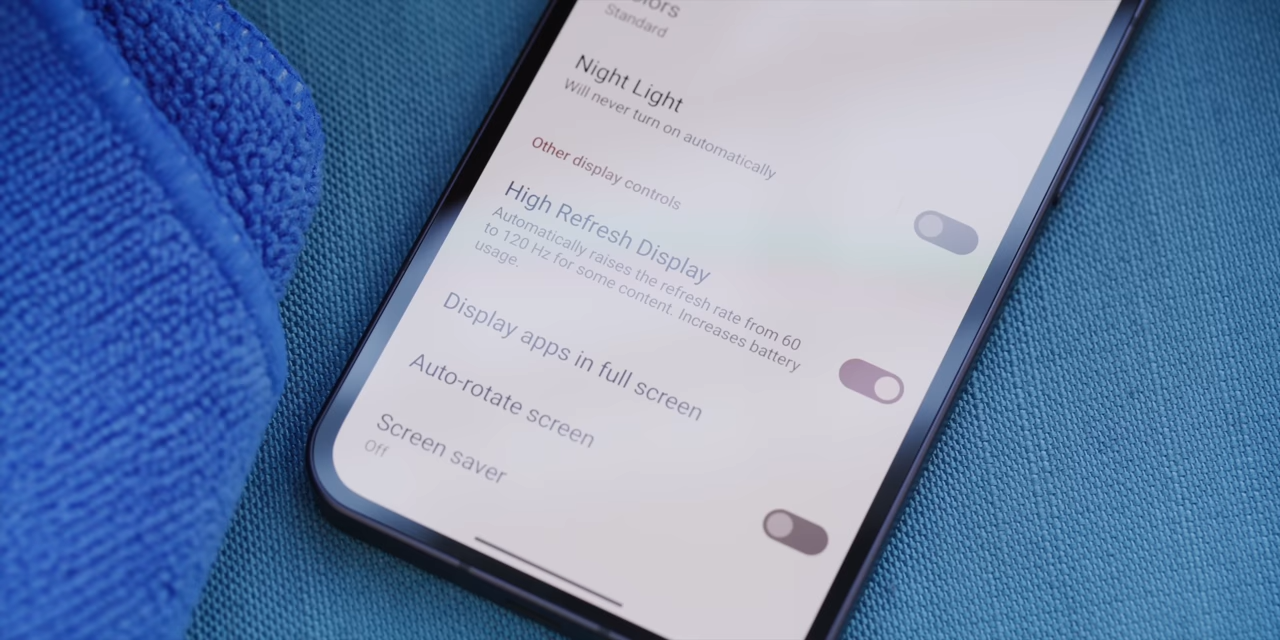 Standard
Night Light
Will never turn on automatically
Other display controls
High Refresh Display
Automatically raises the refresh rate from 60
to 120 Hz for some content. Increases battery
usage.
Display apps in full screen
Auto-rotate screen
Screen saver
Off